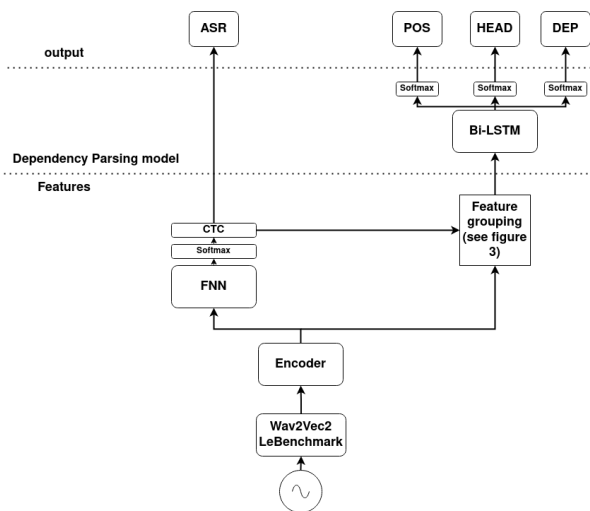 ASR
POS
HEAD
DEP
output
Softmax
Softmax
Softmax
Bi-LSTM
Dependency Parsing model
Features
Feature
grouping
(see figure
3)
CTC
Softmax
FNN
Encoder
Wav2Vec2
LeBenchmark